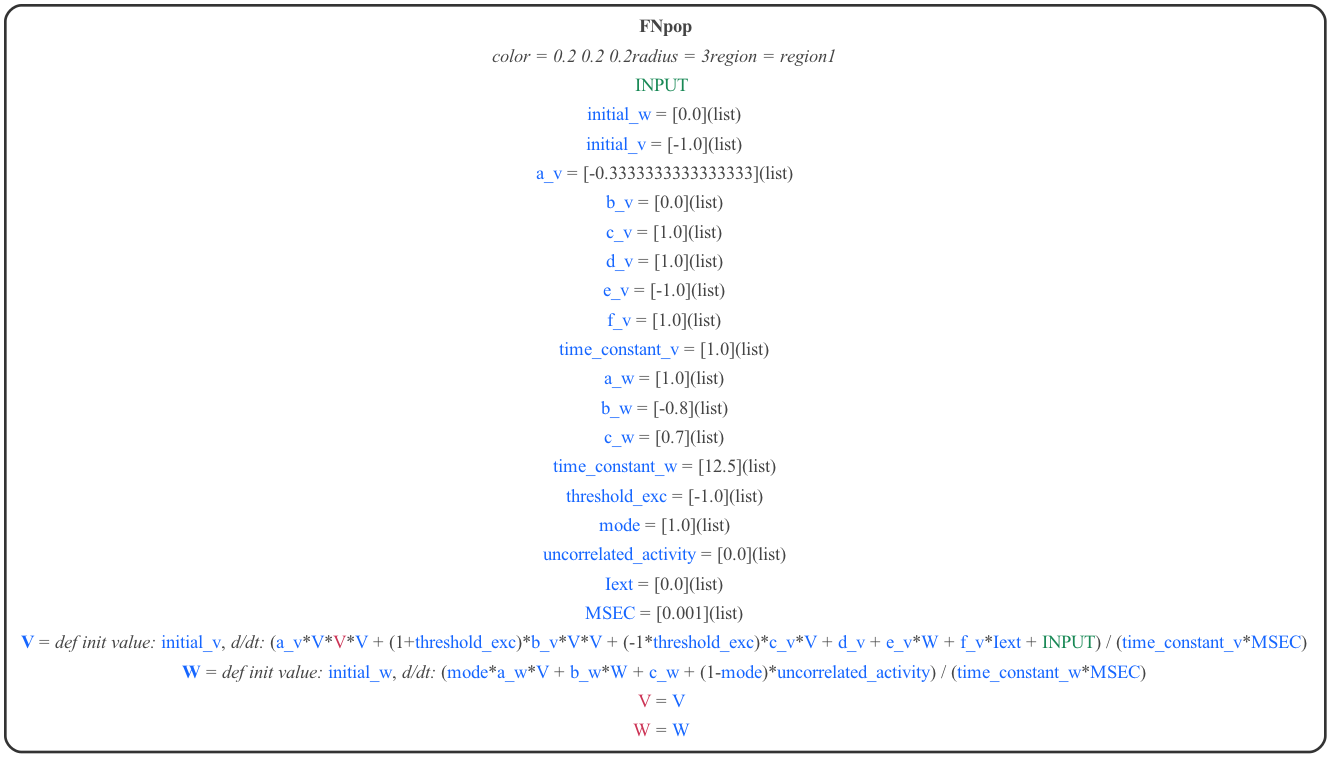 FNpop
color = 0.2 0.2 0.2radius = 3region = region1
INPUT
initial_w = [0.0](list)
initial_v = [-1.0](list)
a_v = [-0.3333333333333333](list)
b_v = [0.0](list)
c_v = [1.0](list)
d_v = [1.0](list)
e_v = [-1.0](list)
f_v = [1.0](list)
time_constant_v = [1.0](list)
a_w = [1.0](list)
b_w = [-0.8](list)
c_w = [0.7](list)
time_constant_w = [12.5](list)
threshold_exc = [-1.0](list)
mode = [1.0](list)
uncorrelated_activity = [0.0](list)
Iext = [0.0](list)
MSEC = [0.001](list)
V = def init value: initial_v, d/dt: (a_v*V*V*V + (1+threshold_exc)*b_v*V*V + (-1*threshold_exc)*c_v*V + d_v + e_v*W + f_v*Iext + INPUT) / (time_constant_v*MSEC)
W = def init value: initial_w, d/dt: (mode*a_w*V + b_w*W + c_w + (1-mode)*uncorrelated_activity) / (time_constant_w*MSEC)
V = V
W = W